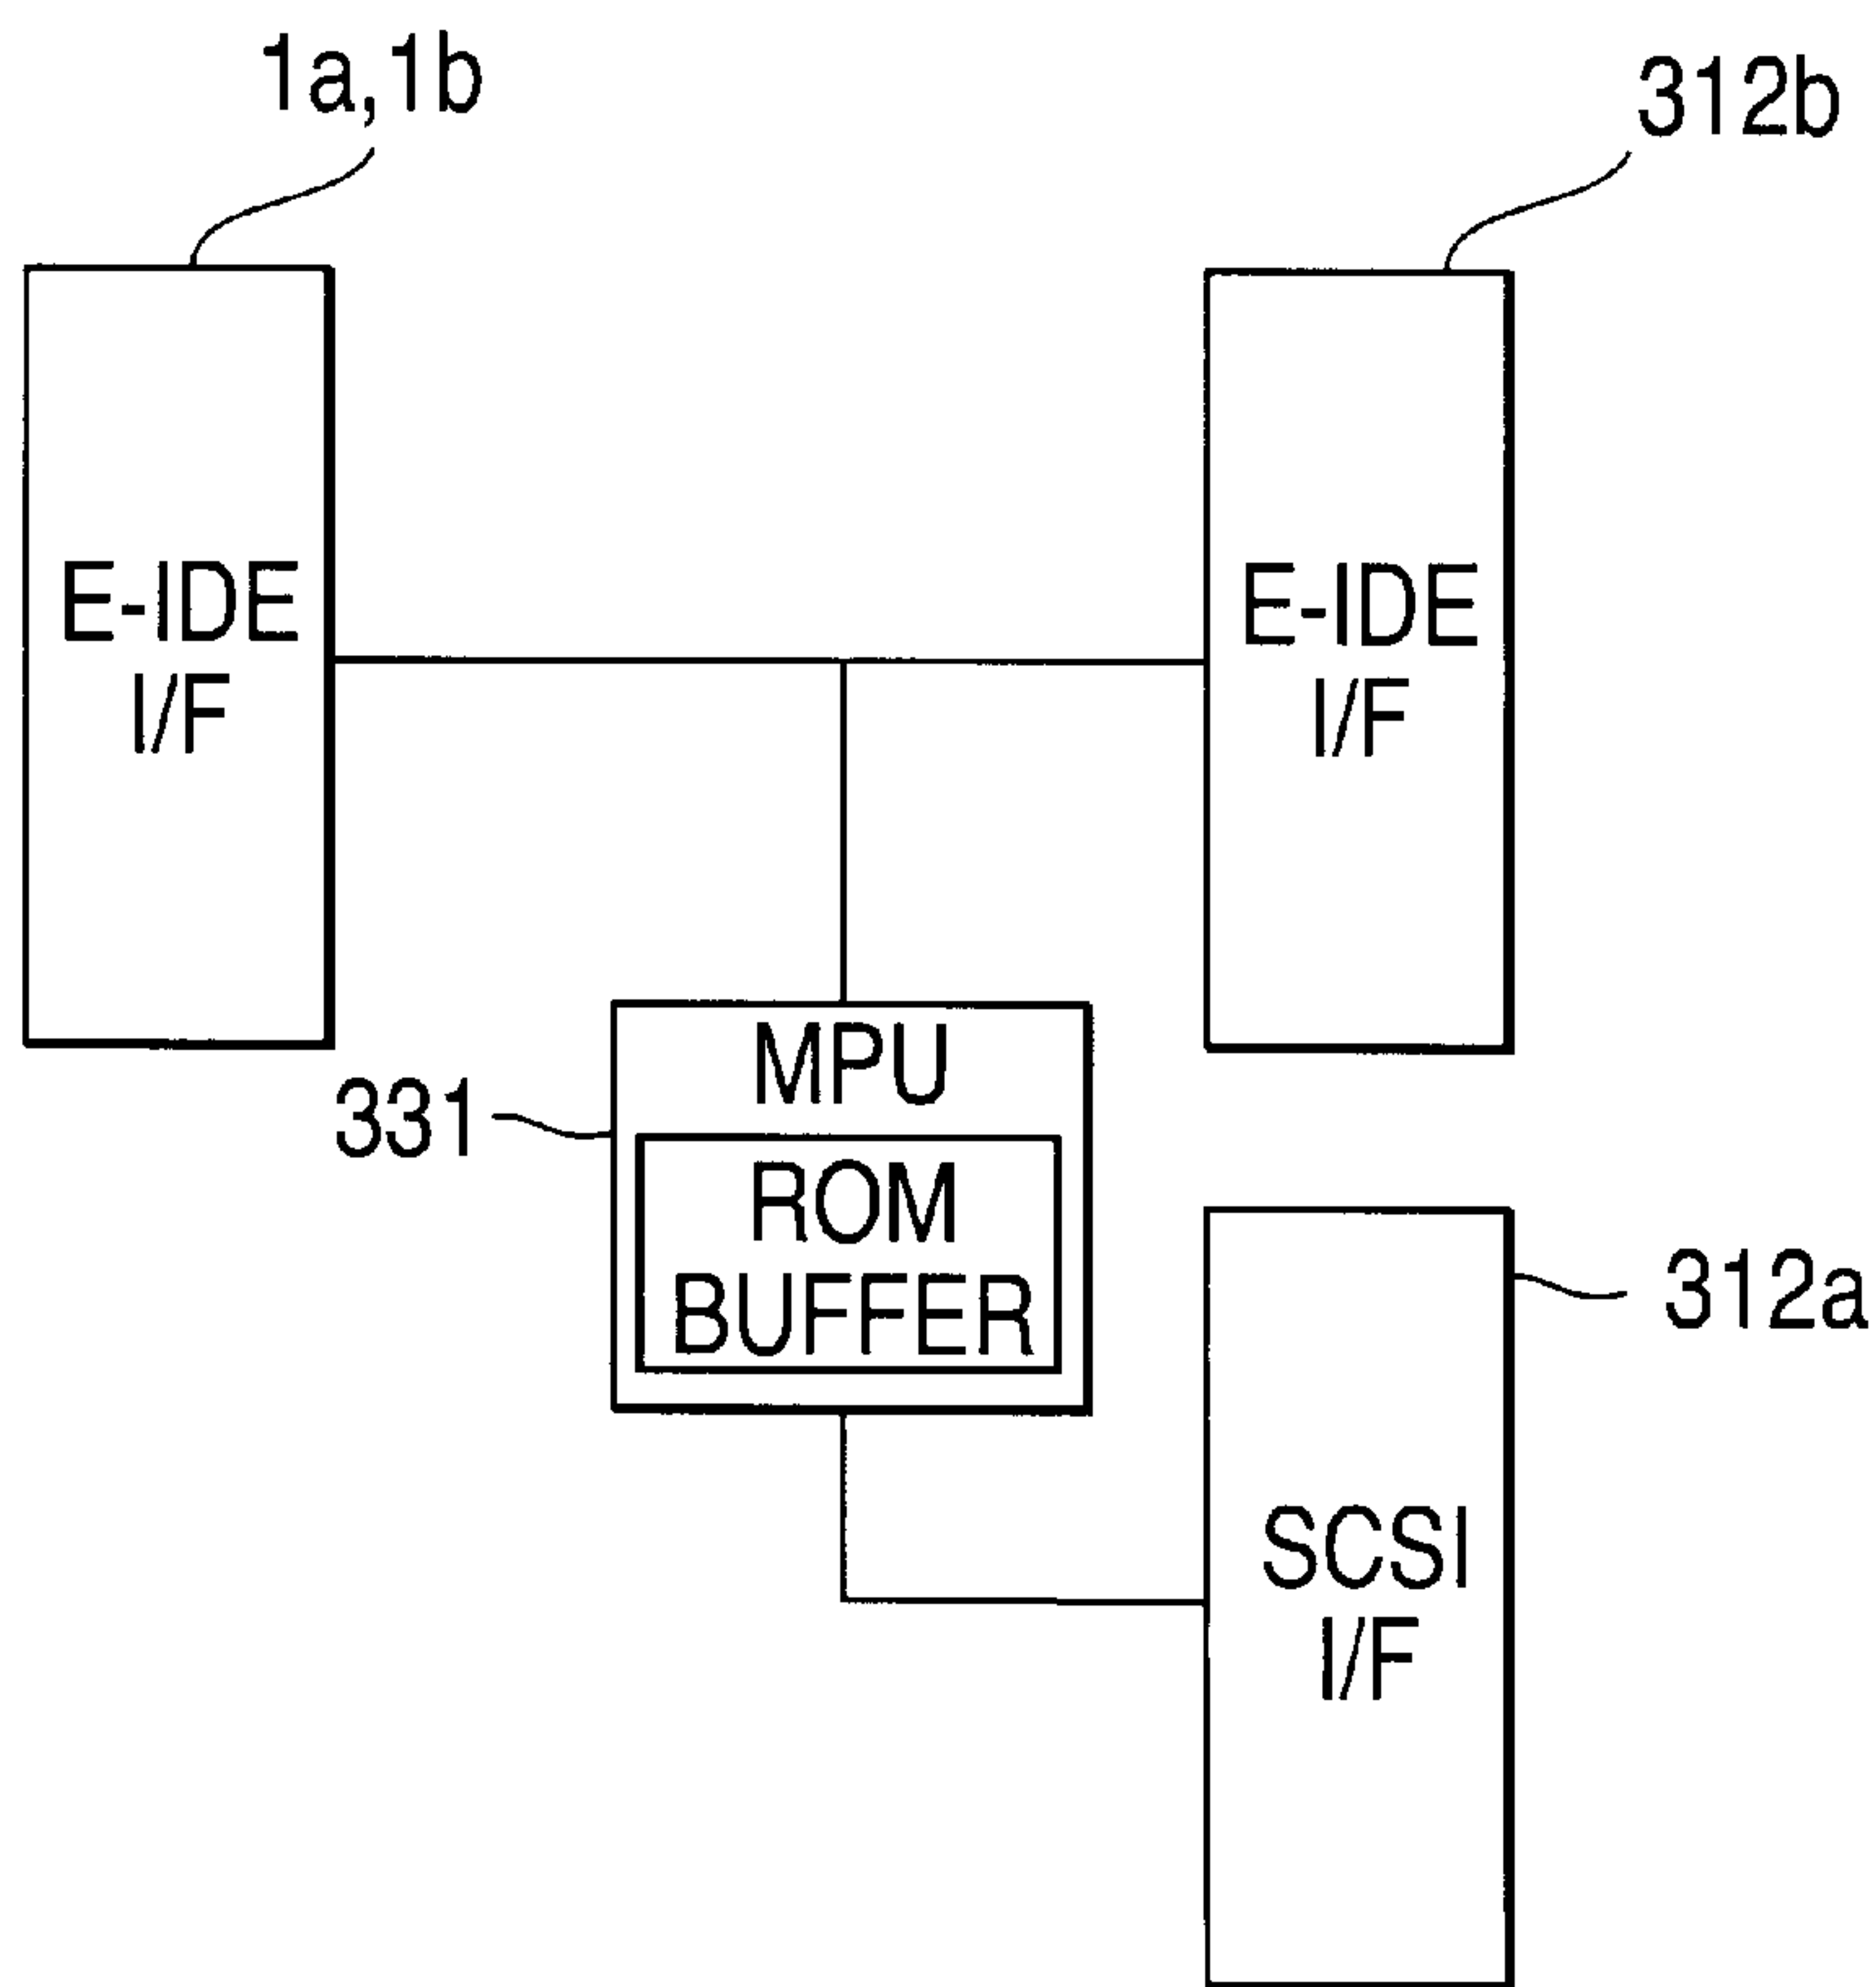 1a,1b
312b
E-IDE
I/F
E-IDE
I/F
MPU
331
ROM
BUFFER
312a
SCSI
I/F